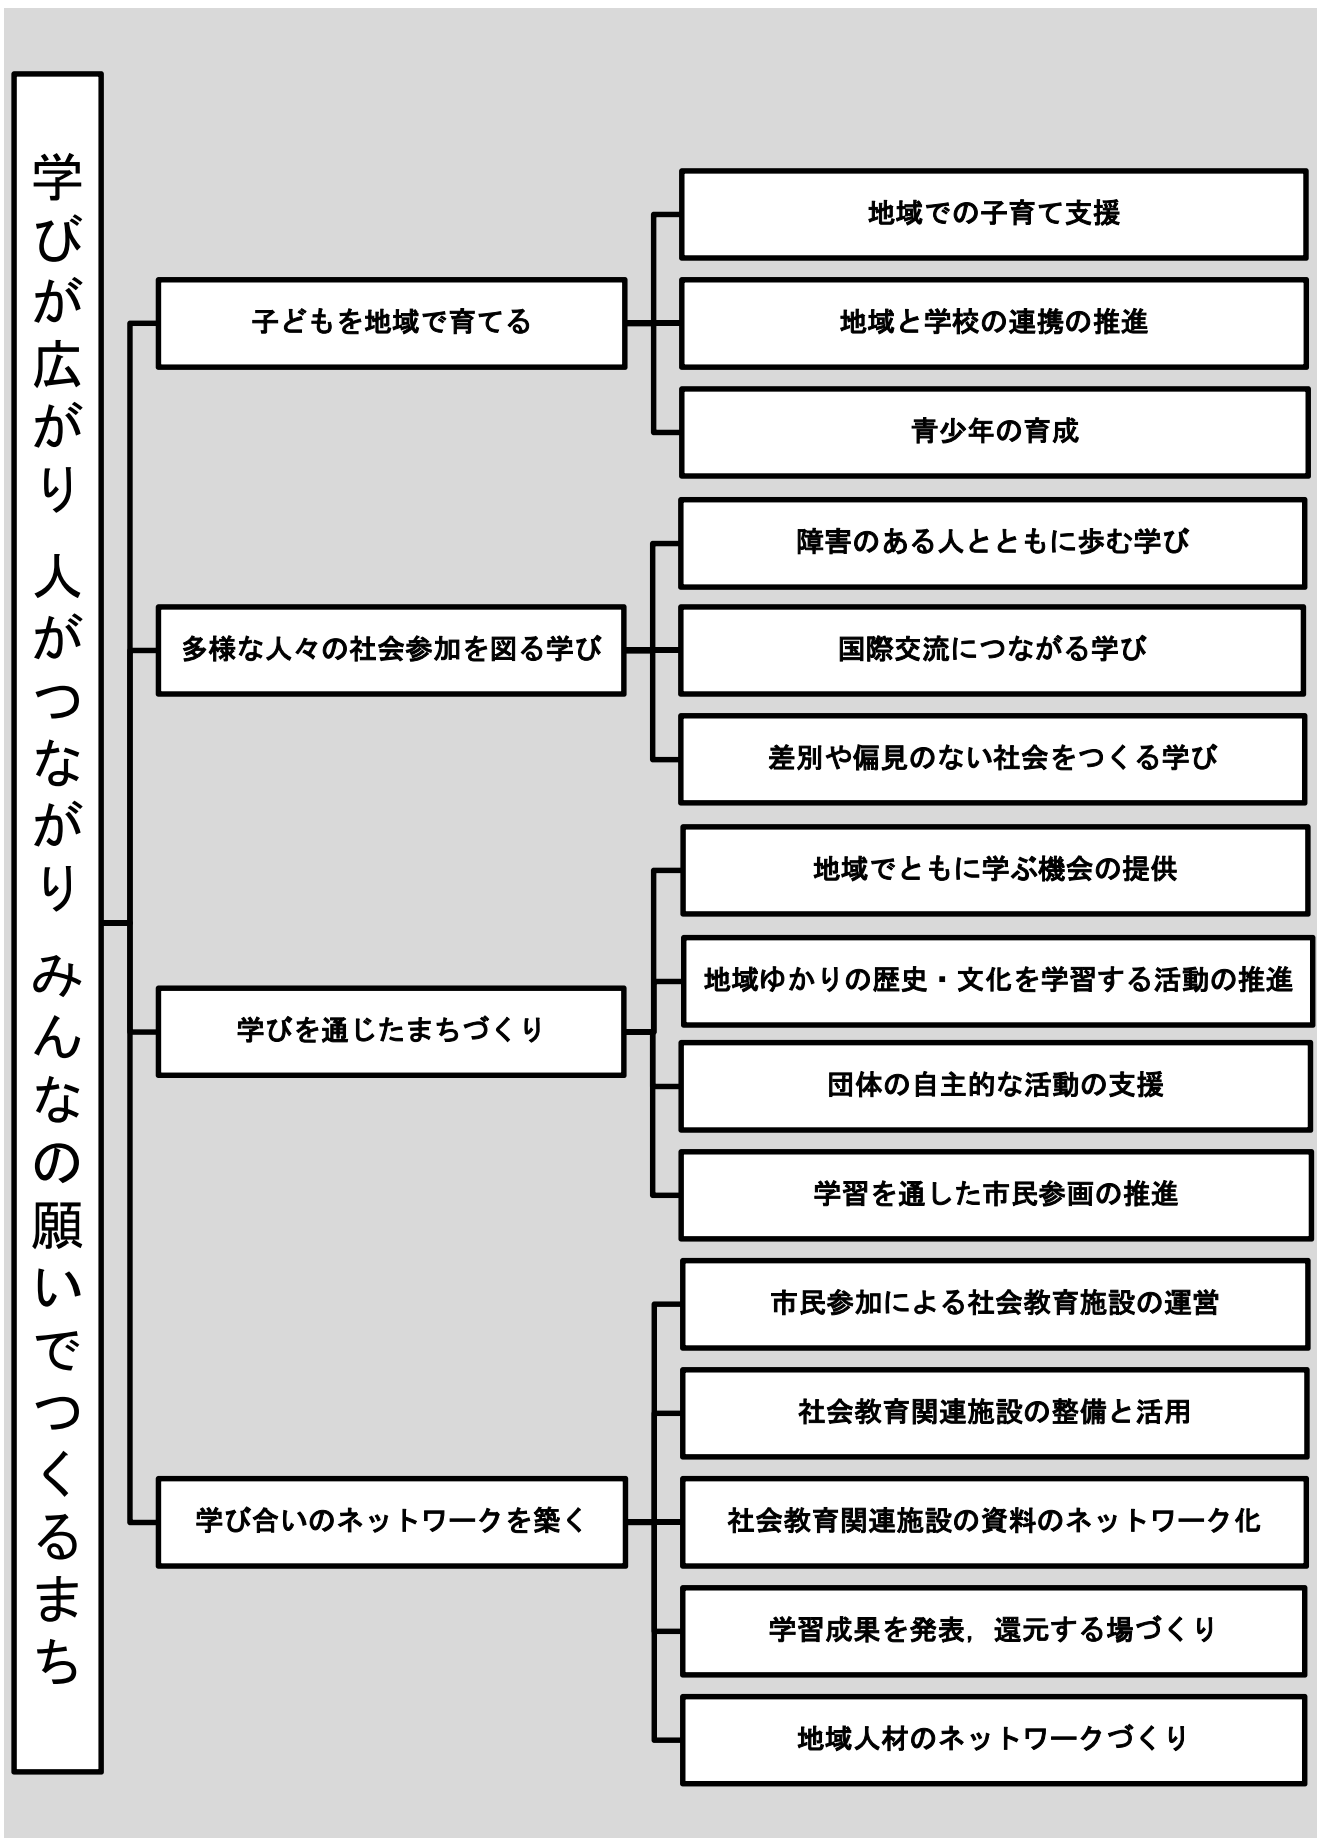 学びが広がり 人がつながり みんなの願いでつくるまち
子どもを地域で育てる
地域での子育て支援
地域と学校の連携の推進
青少年の育成
多様な人々の社会参加を図る学び
障害のある人とともに歩む学び
国際交流につながる学び
差別や偏見のない社会をつくる学び
学びを通じたまちづくり
地域でともに学ぶ機会の提供
地域ゆかりの歴史・文化を学習する活動の推進
団体の自主的な活動の支援
学習を通した市民参画の推進
学び合いのネットワークを築く
市民参加による社会教育施設の運営
社会教育関連施設の整備と活用
社会教育関連施設の資料のネットワーク化
学習成果を発表，還元する場づくり
地域人材のネットワークづくり